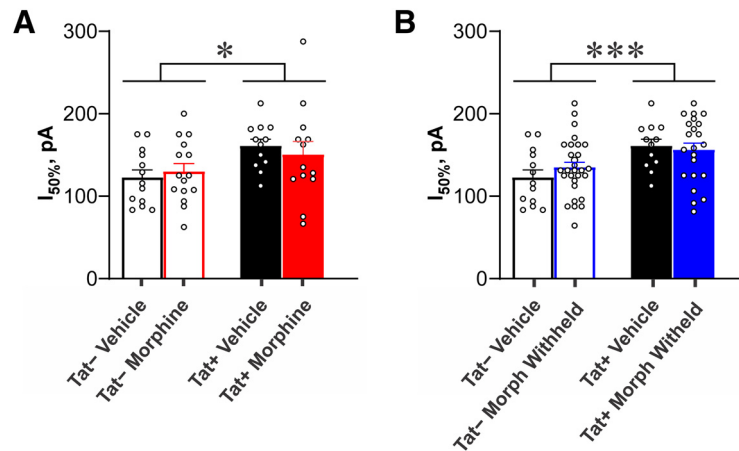 A
I50%, pA
300
200
100
0
*
Tat− Vehicle
Tat− Morphine
Tat+ Vehicle
Tat+ Morphine
B
I50%, pA
300
200
100
0
***
Tat− Vehicle
Tat− Morph Withheld
Tat+ Vehicle
Tat+ Morph Witheld